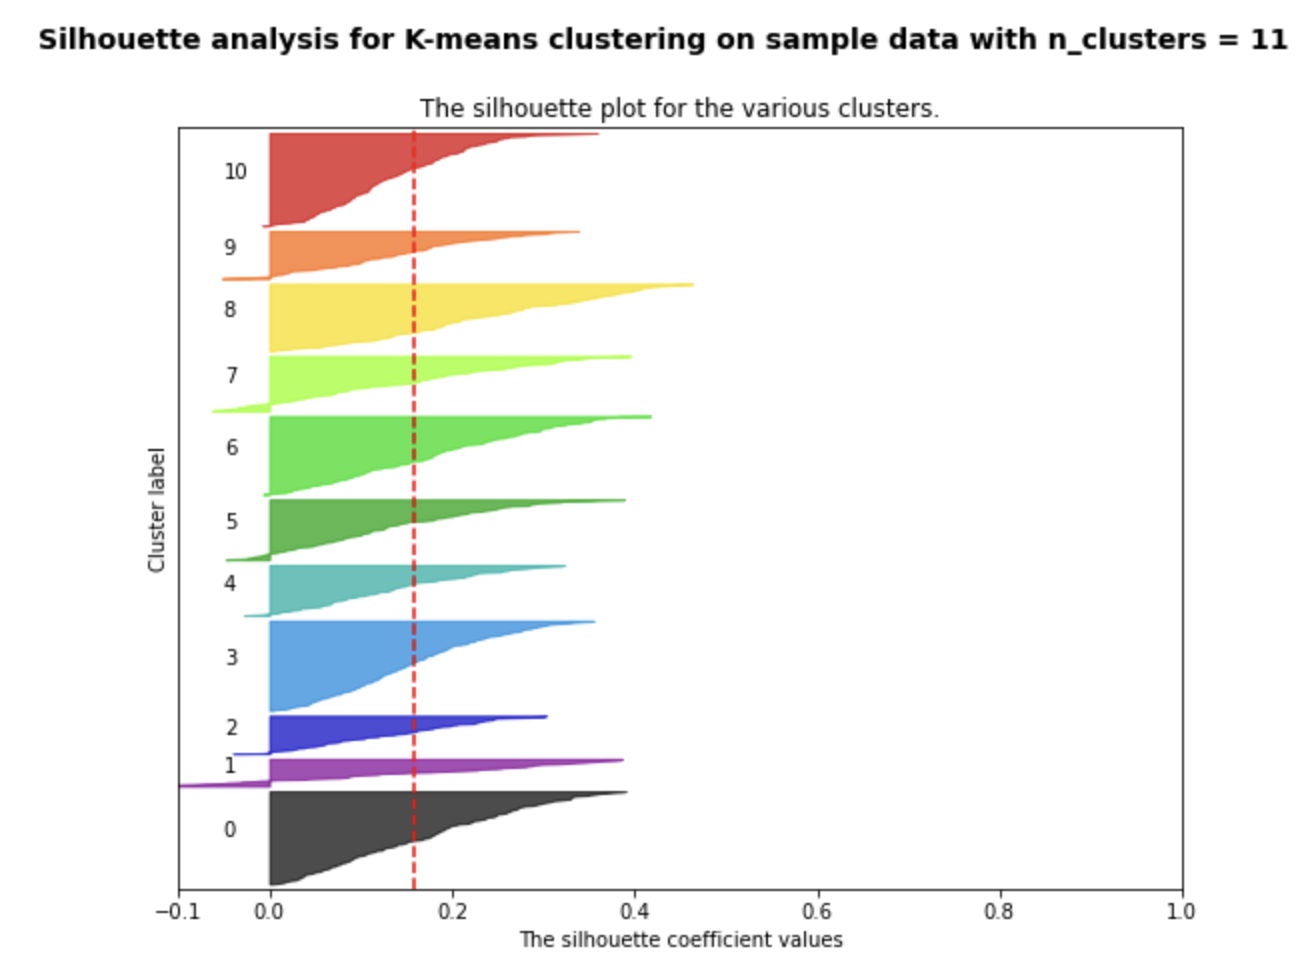 Silhouette analysis for K-means clustering on sample data with n_clusters = 11
The silhouette plot for the various clusters.
10
9
8
7
6
5
4
3
2
1
0
Cluster label
−0.1 0.0 0.2 0.4 0.6 0.8 1.0
The silhouette coefficient values